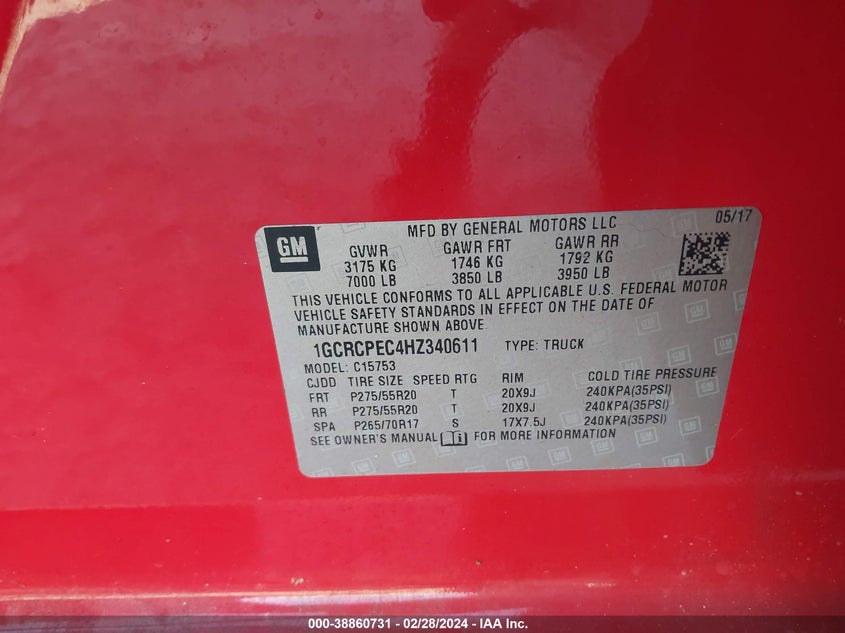 MFD BY GENERAL MOTORS LLC 05/17
GM GVWR GAWR FRT GAWR RR
3175 KG 1746 KG 1792 KG
7000 LB 3850 LB 3950 LB
THIS VEHICLE CONFORMS TO ALL APPLICABLE U.S. FEDERAL MOTOR
VEHICLE SAFETY STANDARDS IN EFFECT ON THE DATE OF
MANUFACTURE SHOWN ABOVE.
1GCRCPEC4HZ340611 TYPE: TRUCK
MODEL: C15753
CJDD TIRE SIZE SPEED RTG RIM COLD TIRE PRESSURE
FRT P275/55R20 T 20X9J 240KPA(35PSI)
RR P275/55R20 T 20X9J 240KPA(35PSI)
SPA P265/70R17 S 17X7.5J 240KPA(35PSI)
SEE OWNER'S MANUAL FOR MORE INFORMATION
000-38860731 - 02/28/2024 - IAA Inc.